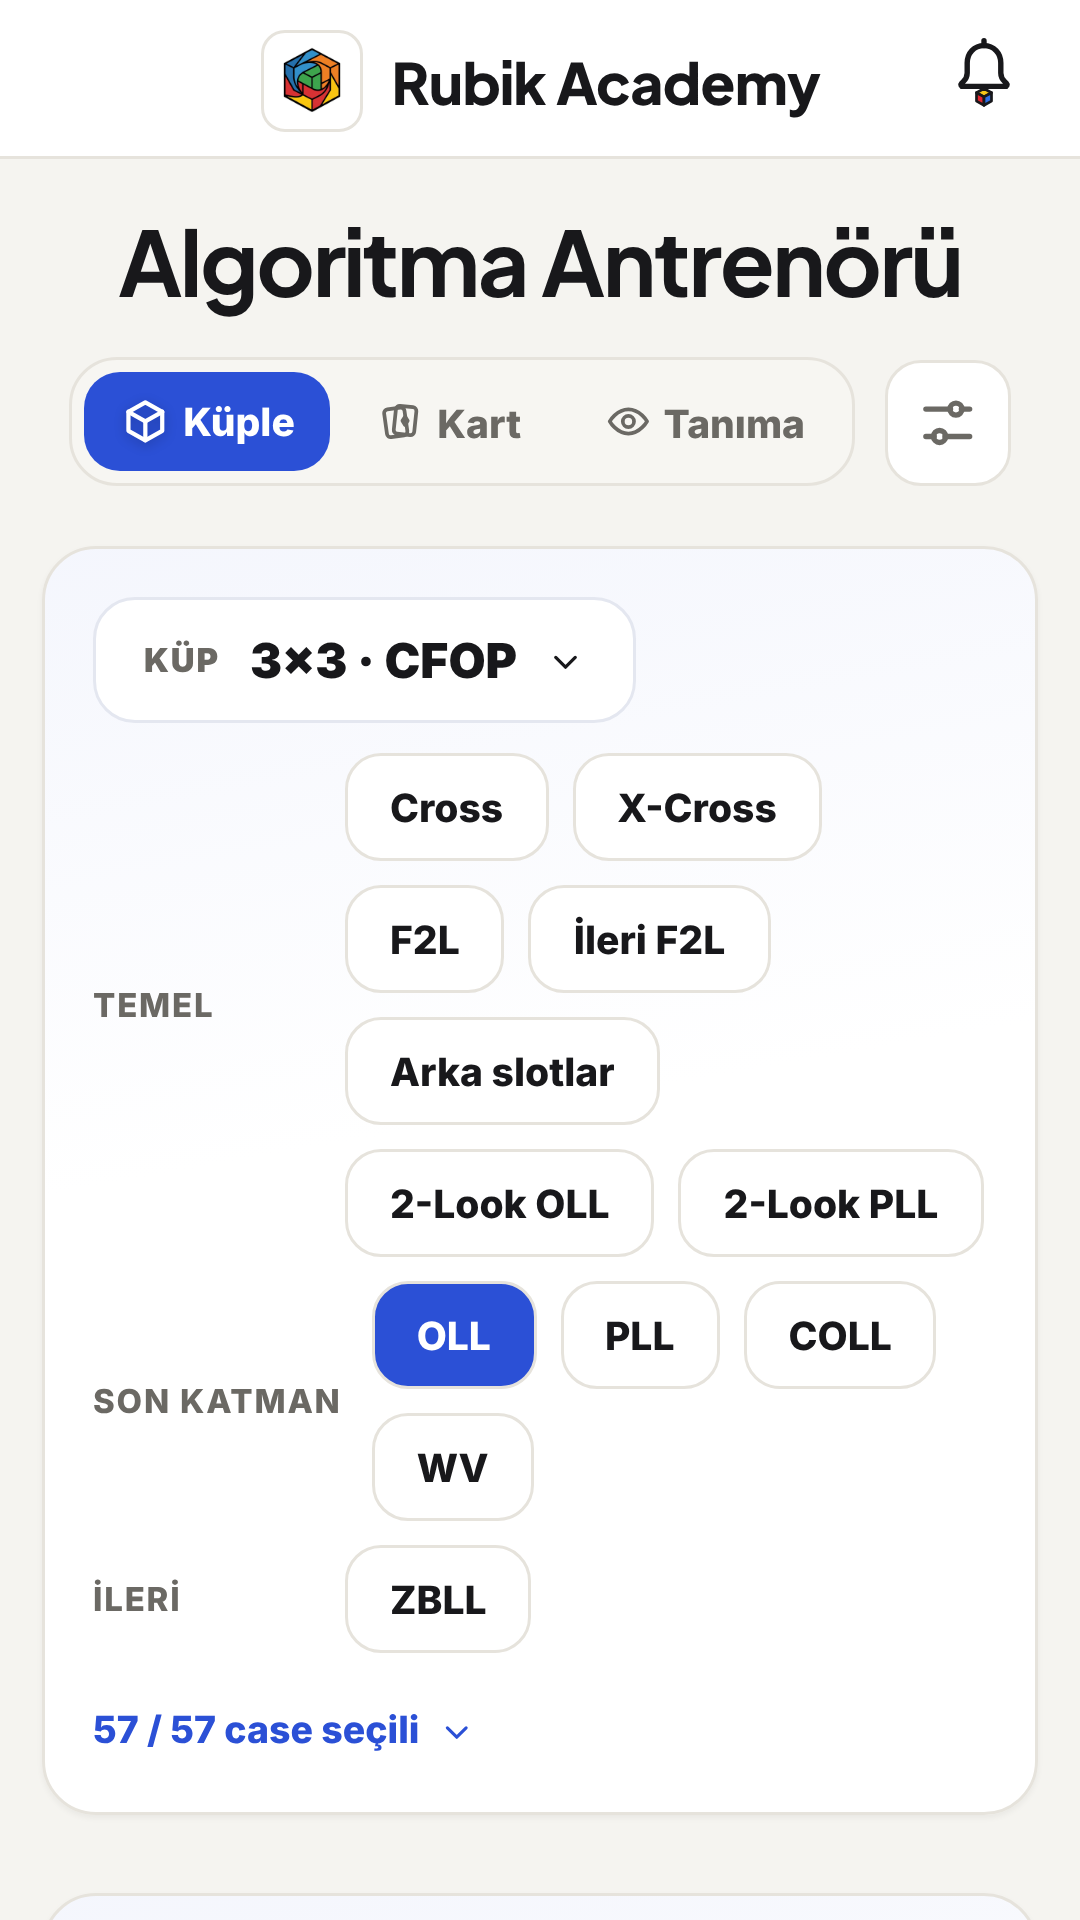 Rubik Academy
Algoritma Antrenörü
Küple Kart Tanıma
KÜP 3×3 · CFOP
Cross X-Cross
F2L İleri F2L
TEMEL
Arka slotlar
2-Look OLL 2-Look PLL
OLL PLL COLL
SON KATMAN
WV
İLERİ ZBLL
57 / 57 case seçili